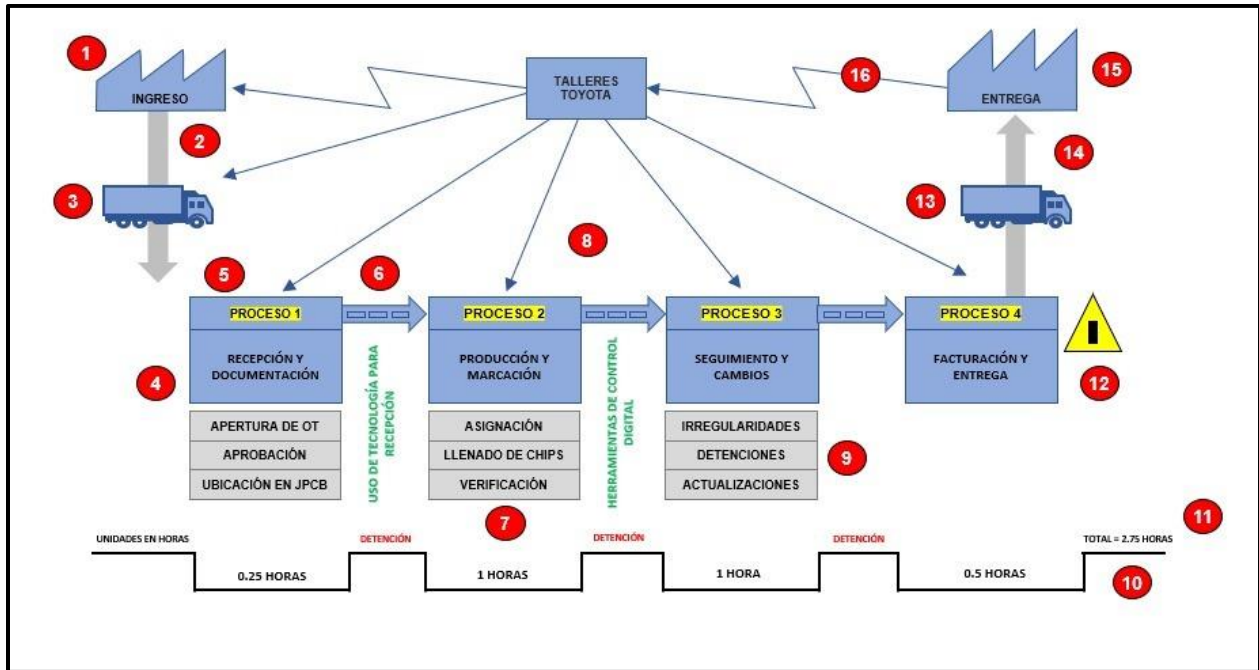 1
INGRESO
2
3
TALLERES
TOYOTA
16
15
ENTREGA
14
13
8
5
6
PROCESO 1
PROCESO 2
PROCESO 3
PROCESO 4
4
RECEPCIÓN Y
DOCUMENTACIÓN
PRODUCCIÓN Y
MARCACIÓN
SEGUIMIENTO Y
CAMBIOS
FACTURACIÓN Y
ENTREGA
12
APERTURA DE OT
APROBACIÓN
UBICACIÓN EN JPCB
USO DE TECNOLOGÍA PARA
RECEPCIÓN
ASIGNACIÓN
LLENADO DE CHIPS
VERIFICACIÓN
7
HERRAMIENTAS DE CONTROL
DIGITAL
IRREGULARIDADES
DETENCIONES
ACTUALIZACIONES
9
11
UNIDADES EN HORAS
DETENCIÓN
DETENCIÓN
DETENCIÓN
TOTAL = 2.75 HORAS
0.25 HORAS
1 HORAS
1 HORA
0.5 HORAS
10